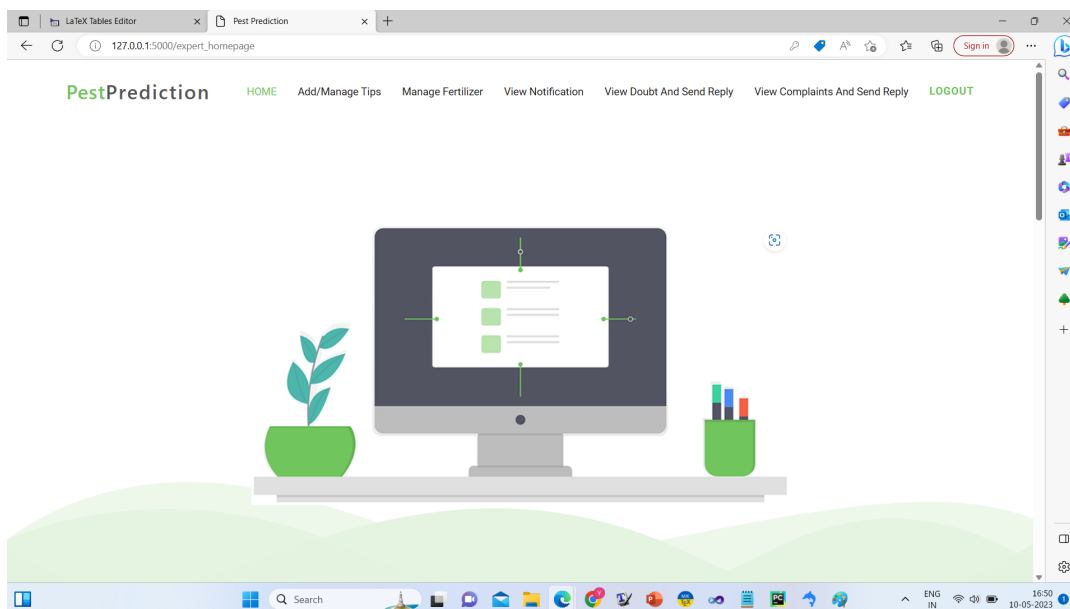 LaTeX Tables Editor
Pest Prediction
127.0.0.1:5000/expert_homepage
Sign in
PestPrediction HOME Add/Manage Tips Manage Fertilizer View Notification View Doubt And Send Reply View Complaints And Send Reply LOGOUT
Search
ENG
IN
16:50
10-05-2023
1